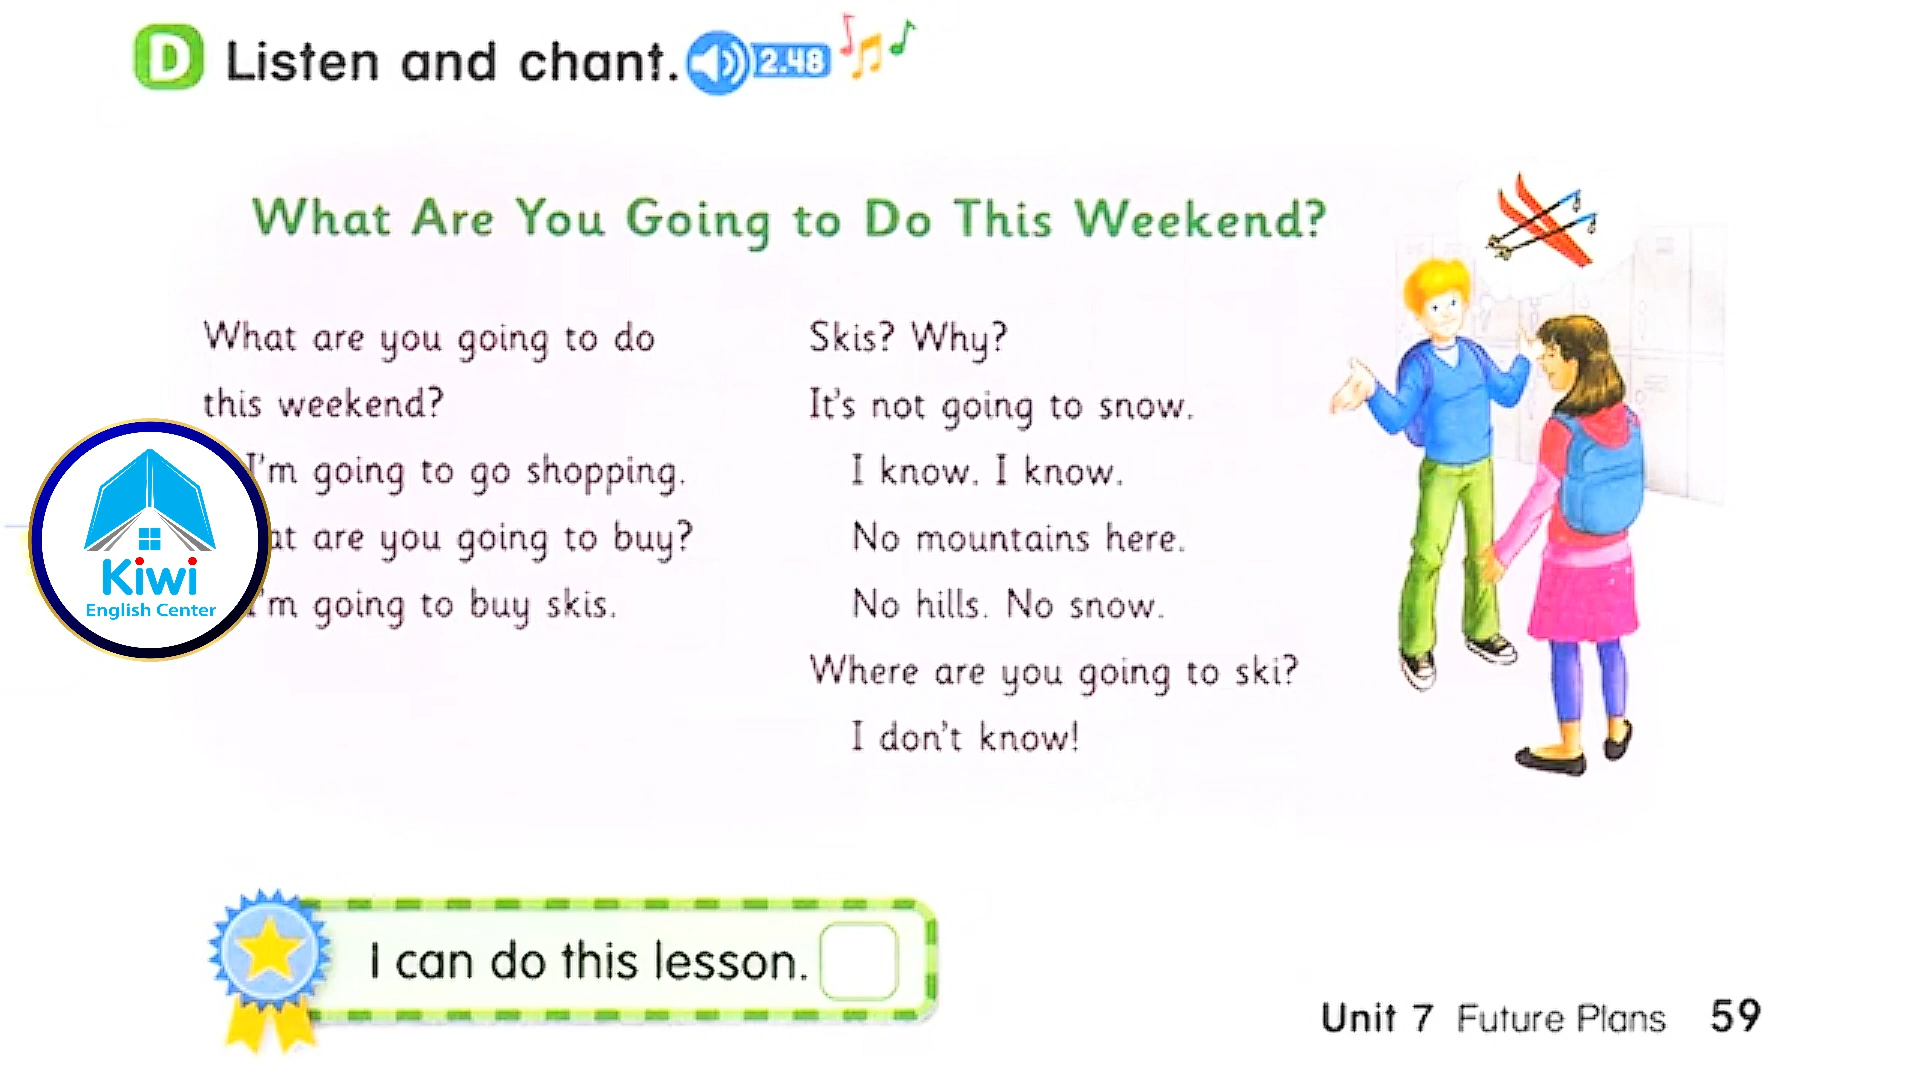 D Listen and chant. 2.48
What Are You Going to Do This Weekend?
What are you going to do
this weekend?
I'm going to go shopping.
at are you going to buy?
I'm going to buy skis.
Skis? Why?
It's not going to snow.
I know. I know.
No mountains here.
No hills. No snow.
Where are you going to ski?
I don't know!
Kiwi
English Center
I can do this lesson.
Unit 7 Future Plans 59